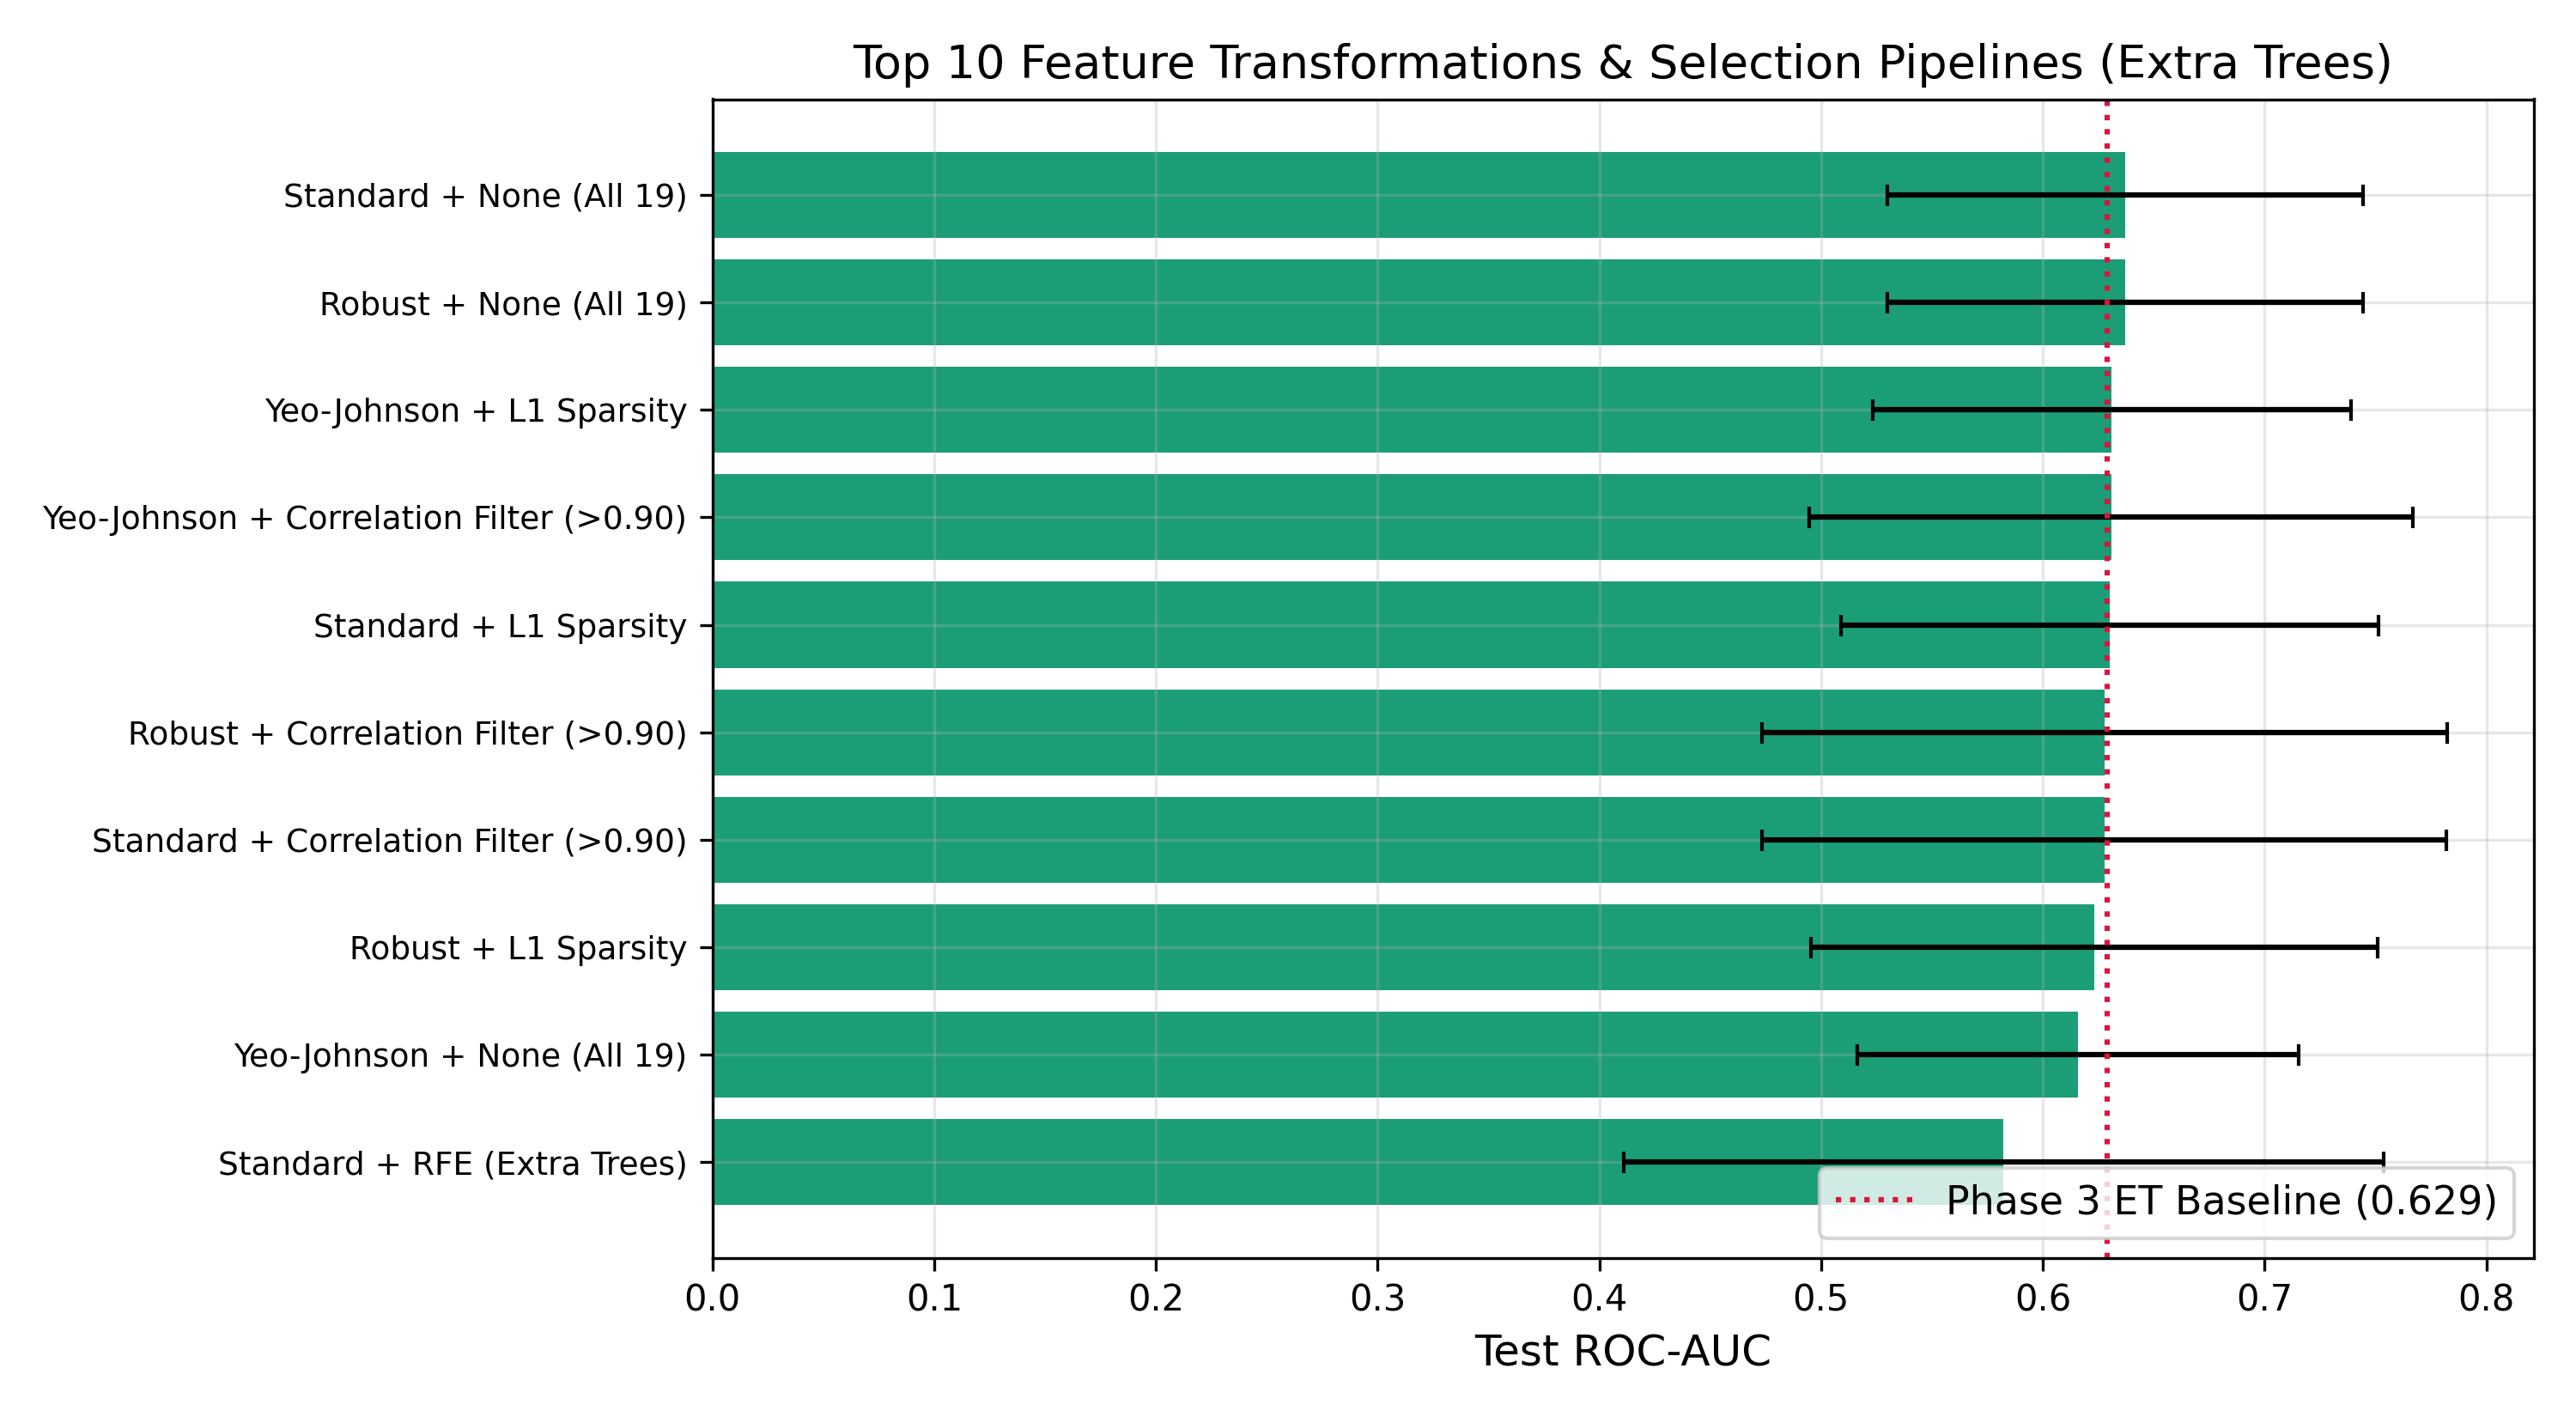 Top 10 Feature Transformations & Selection Pipelines (Extra Trees)
Standard + None (All 19)
Robust + None (All 19)
Yeo-Johnson + L1 Sparsity
Yeo-Johnson + Correlation Filter (>0.90)
Standard + L1 Sparsity
Robust + Correlation Filter (>0.90)
Standard + Correlation Filter (>0.90)
Robust + L1 Sparsity
Yeo-Johnson + None (All 19)
Standard + RFE (Extra Trees)
Phase 3 ET Baseline (0.629)
0.0 0.1 0.2 0.3 0.4 0.5 0.6 0.7 0.8
Test ROC-AUC